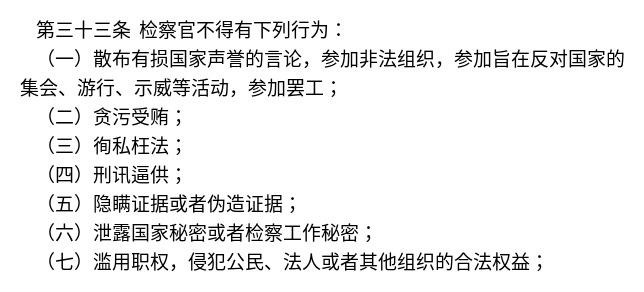 第三十三条 检察官不得有下列行为：
（一）散布有损国家声誉的言论，参加非法组织，参加旨在反对国家的
集会、游行、示威等活动，参加罢工；
（二）贪污受贿；
（三）徇私枉法；
（四）刑讯逼供；
（五）隐瞒证据或者伪造证据；
（六）泄露国家秘密或者检察工作秘密；
（七）滥用职权，侵犯公民、法人或者其他组织的合法权益；